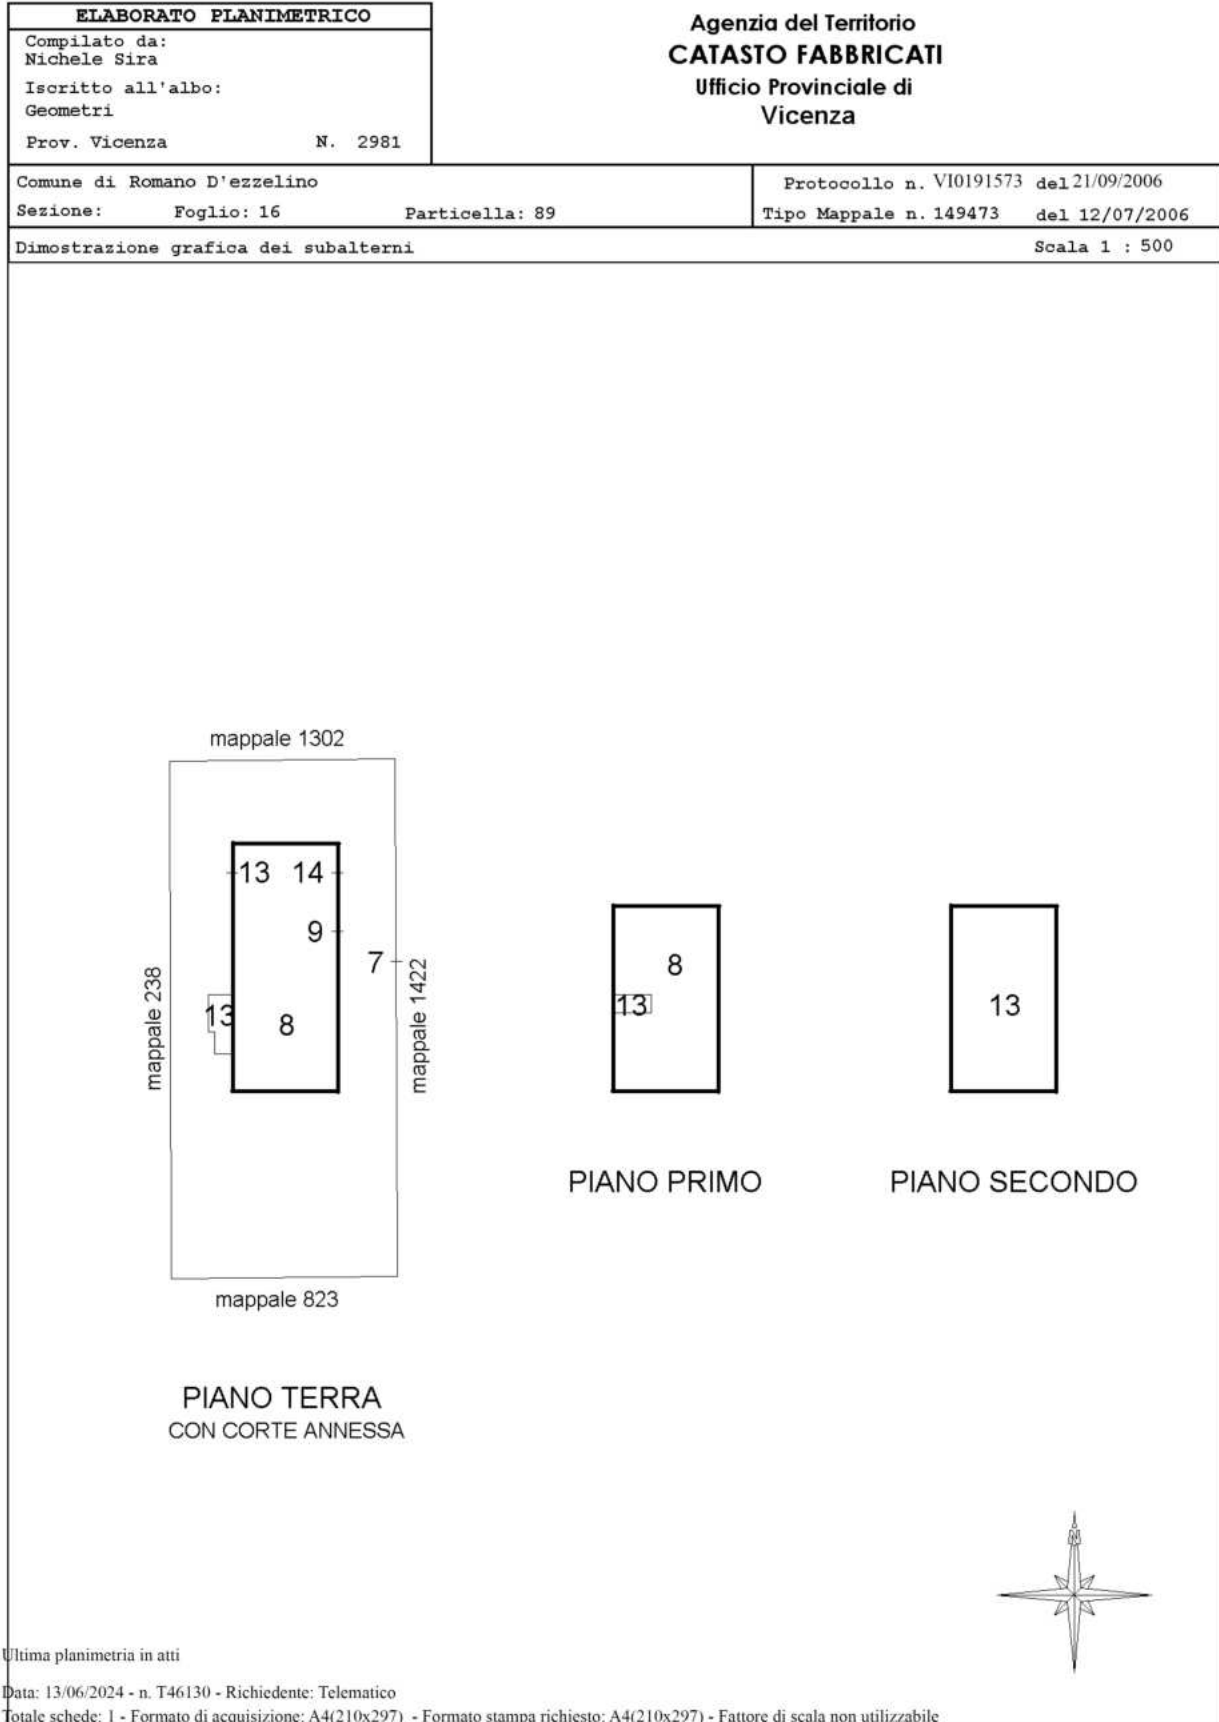 ELABORATO PLANIMETRICO
Compilato da:
Nichele Sira
Iscritto all'albo:
Geometri
Prov. Vicenza N. 2981
Agenzia del Territorio
CATASTO FABBRICATI
Ufficio Provinciale di
Vicenza
Comune di Romano D'ezzelino
Sezione: Foglio: 16 Particella: 89
Protocollo n. VI0191573 del 21/09/2006
Tipo Mappale n. 149473 del 12/07/2006
Dimostrazione grafica dei subalterni Scala 1 : 500
mappale 1302
13 14
9
7
mappale 238
13
8
mappale 1422
mappale 823
PIANO TERRA
CON CORTE ANNESSA
8
13
PIANO PRIMO
13
PIANO SECONDO
N
Ultima planimetria in atti
Data: 13/06/2024 - n. T46130 - Richiedente: Telematico
Totale schede: 1 - Formato di acquisizione: A4(210x297) - Formato stampa richiesto: A4(210x297) - Fattore di scala non utilizzabile